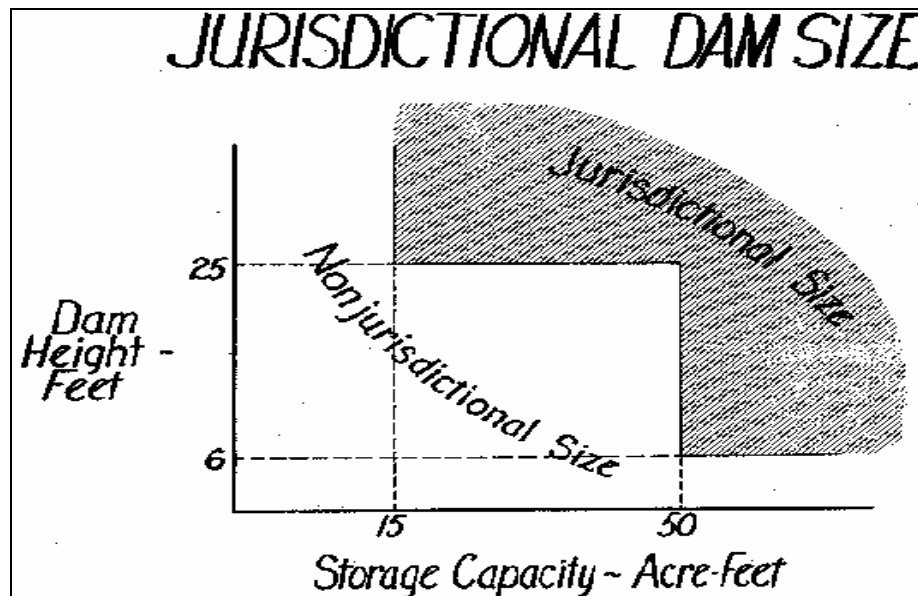 JURISDICTIONAL DAM SIZE
Jurisdictional Size
25
Nonjurisdictional Size
Dam
Height -
Feet
6
15
50
Storage Capacity ~ Acre-Feet